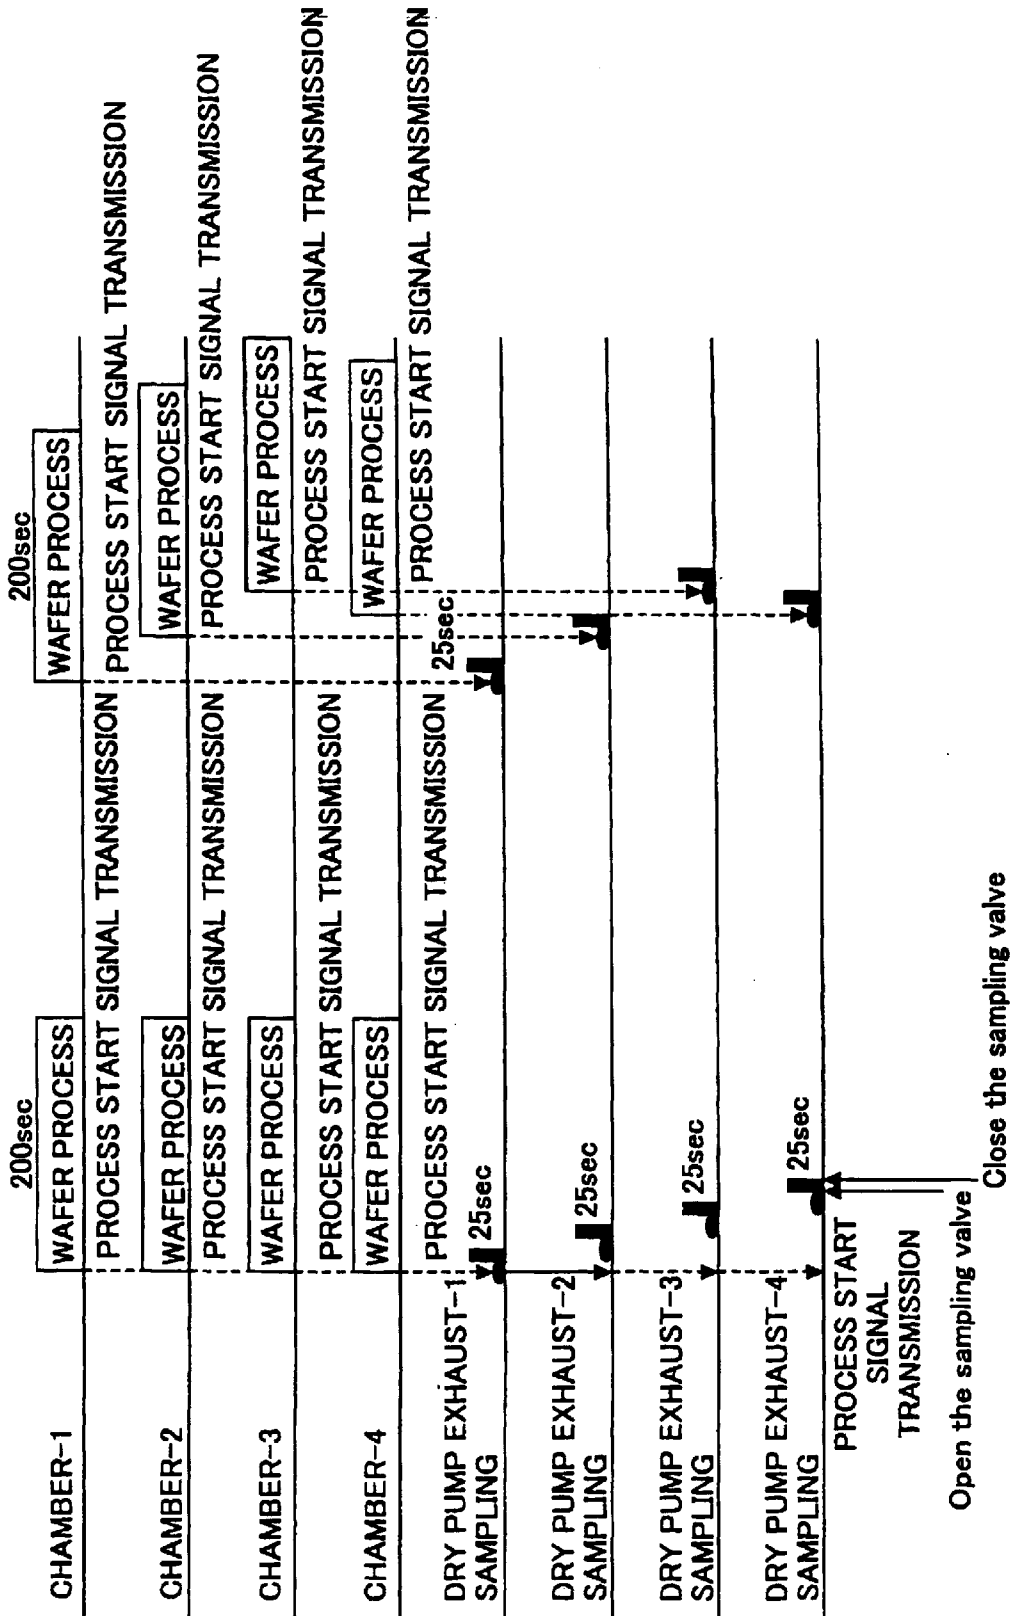 200sec
200sec
CHAMBER-1
WAFER PROCESS
WAFER PROCESS
PROCESS START SIGNAL TRANSMISSION
PROCESS START SIGNAL TRANSMISSION
CHAMBER-2
WAFER PROCESS
WAFER PROCESS
PROCESS START SIGNAL TRANSMISSION
PROCESS START SIGNAL TRANSMISSION
CHAMBER-3
WAFER PROCESS
WAFER PROCESS
PROCESS START SIGNAL TRANSMISSION
PROCESS START SIGNAL TRANSMISSION
CHAMBER-4
WAFER PROCESS
WAFER PROCESS
PROCESS START SIGNAL TRANSMISSION
PROCESS START SIGNAL TRANSMISSION
DRY PUMP EXHAUST-1
SAMPLING
25sec
25sec
DRY PUMP EXHAUST-2
SAMPLING
25sec
DRY PUMP EXHAUST-3
SAMPLING
25sec
DRY PUMP EXHAUST-4
SAMPLING
25sec
PROCESS START
SIGNAL
TRANSMISSION
Open the sampling valve
Close the sampling valve